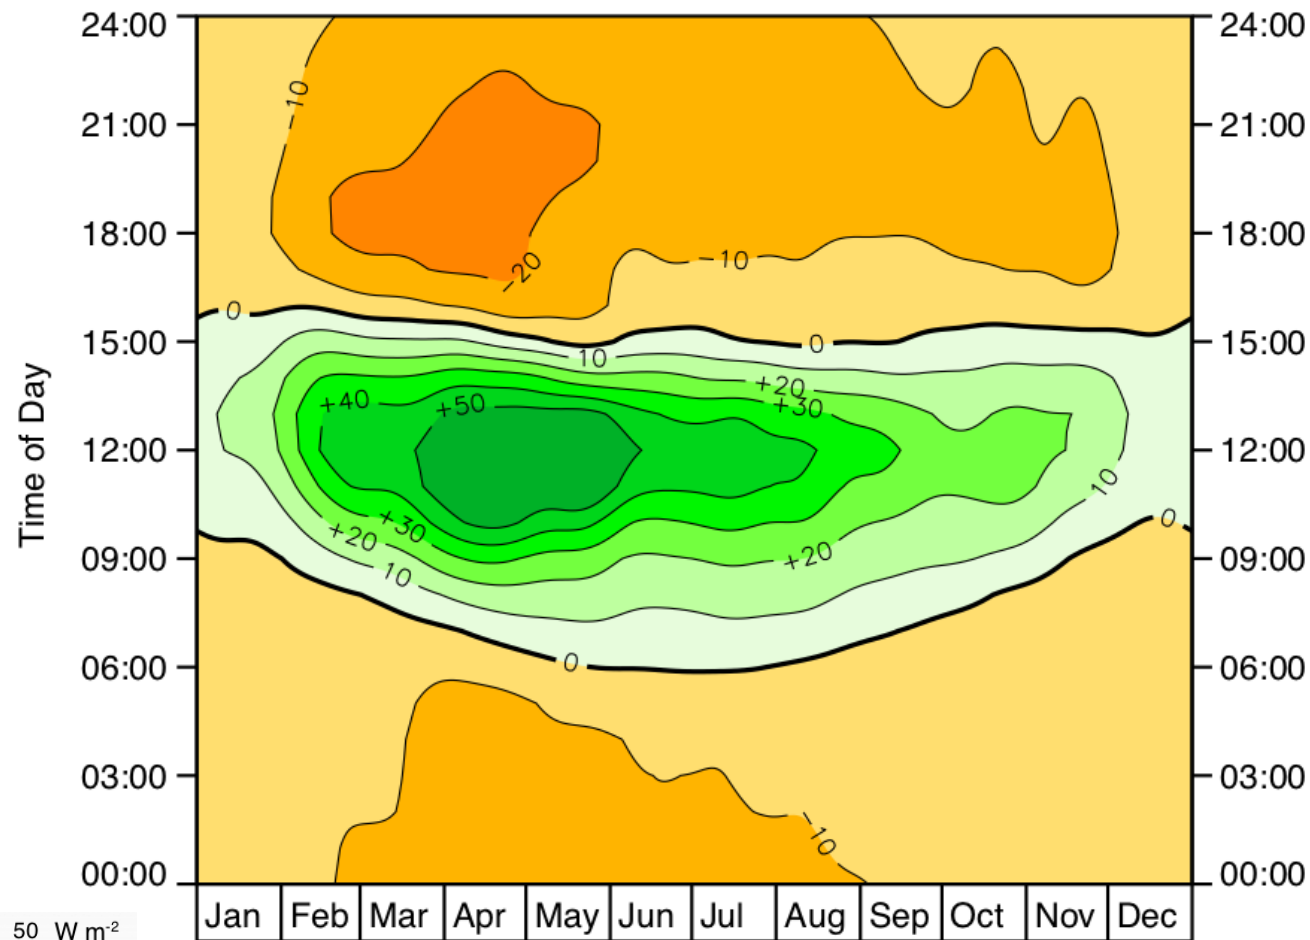 24:00 24:00
−10
21:00 21:00
18:00 18:00
−20 −10
0
15:00 0 15:00
10
+20
+40 +50 +30
12:00 12:00
10
+30
+20 0
09:00 +20 09:00
10
06:00 0 06:00
03:00 03:00
−10
00:00 00:00
Time of Day
Jan Feb Mar Apr May Jun Jul Aug Sep Oct Nov Dec
50 W m⁻²